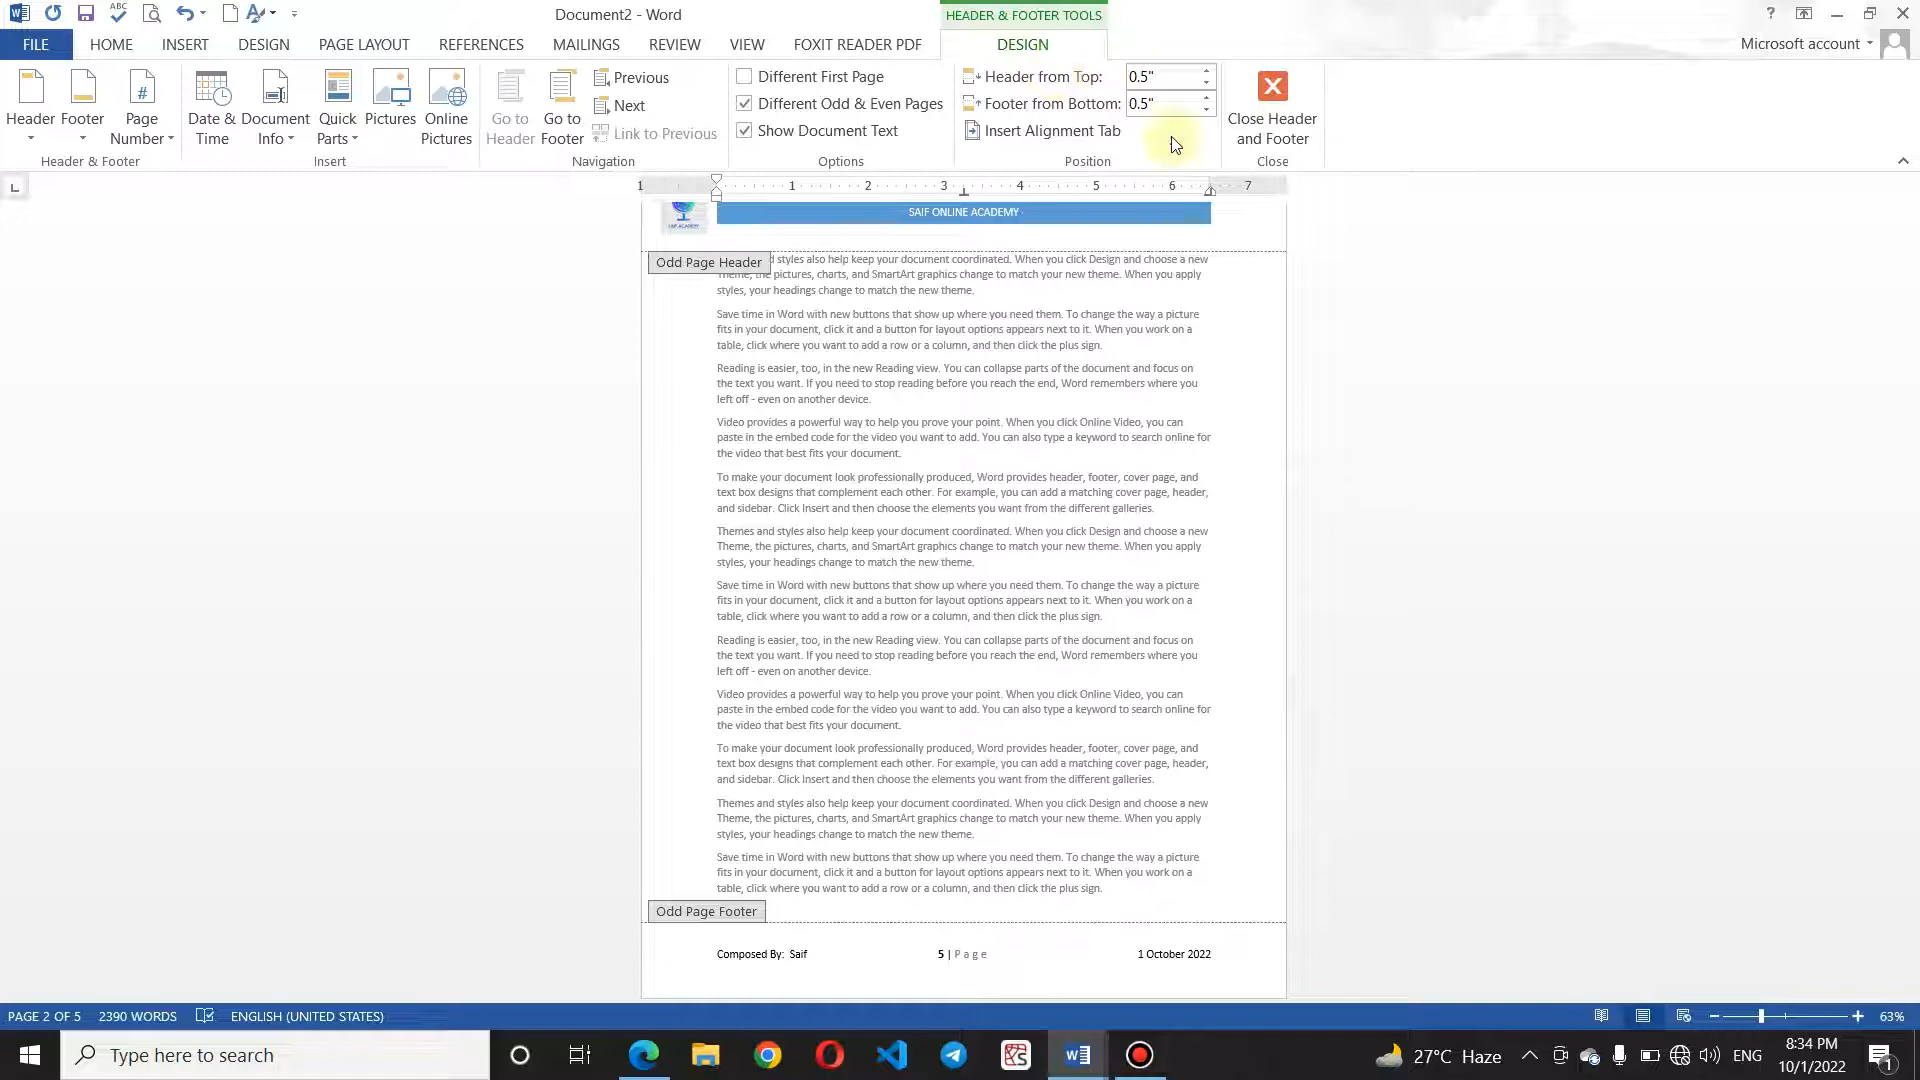 ABC
Document2 - Word
HEADER & FOOTER TOOLS
?
FILE
HOME
INSERT
DESIGN
PAGE LAYOUT
REFERENCES
MAILINGS
REVIEW
VIEW
FOXIT READER PDF
DESIGN
Microsoft account
Header
Footer
Page Number
Header & Footer
Date & Time
Document Info
Quick Parts
Pictures
Online Pictures
Insert
Go to Header
Go to Footer
Previous
Next
Link to Previous
Navigation
Different First Page
Different Odd & Even Pages
Show Document Text
Options
Header from Top: 0.5"
Footer from Bottom: 0.5"
Insert Alignment Tab
Position
Close Header and Footer
Close
1 1 2 3 4 5 6 7
SAIF ONLINE ACADEMY
Odd Page Header
d styles also help keep your document coordinated. When you click Design and choose a new
Theme, the pictures, charts, and SmartArt graphics change to match your new theme. When you apply
styles, your headings change to match the new theme.
Save time in Word with new buttons that show up where you need them. To change the way a picture
fits in your document, click it and a button for layout options appears next to it. When you work on a
table, click where you want to add a row or a column, and then click the plus sign.
Reading is easier, too, in the new Reading view. You can collapse parts of the document and focus on
the text you want. If you need to stop reading before you reach the end, Word remembers where you
left off - even on another device.
Video provides a powerful way to help you prove your point. When you click Online Video, you can
paste in the embed code for the video you want to add. You can also type a keyword to search online for
the video that best fits your document.
To make your document look professionally produced, Word provides header, footer, cover page, and
text box designs that complement each other. For example, you can add a matching cover page, header,
and sidebar. Click Insert and then choose the elements you want from the different galleries.
Themes and styles also help keep your document coordinated. When you click Design and choose a new
Theme, the pictures, charts, and SmartArt graphics change to match your new theme. When you apply
styles, your headings change to match the new theme.
Save time in Word with new buttons that show up where you need them. To change the way a picture
fits in your document, click it and a button for layout options appears next to it. When you work on a
table, click where you want to add a row or a column, and then click the plus sign.
Reading is easier, too, in the new Reading view. You can collapse parts of the document and focus on
the text you want. If you need to stop reading before you reach the end, Word remembers where you
left off - even on another device.
Video provides a powerful way to help you prove your point. When you click Online Video, you can
paste in the embed code for the video you want to add. You can also type a keyword to search online for
the video that best fits your document.
To make your document look professionally produced, Word provides header, footer, cover page, and
text box designs that complement each other. For example, you can add a matching cover page, header,
and sidebar. Click Insert and then choose the elements you want from the different galleries.
Themes and styles also help keep your document coordinated. When you click Design and choose a new
Theme, the pictures, charts, and SmartArt graphics change to match your new theme. When you apply
styles, your headings change to match the new theme.
Save time in Word with new buttons that show up where you need them. To change the way a picture
fits in your document, click it and a button for layout options appears next to it. When you work on a
table, click where you want to add a row or a column, and then click the plus sign.
Odd Page Footer
Composed By: Saif 5 | Page 1 October 2022
PAGE 2 OF 5 2390 WORDS ENGLISH (UNITED STATES) 63%
Type here to search
27°C Haze
ENG
8:34 PM
10/1/2022
1